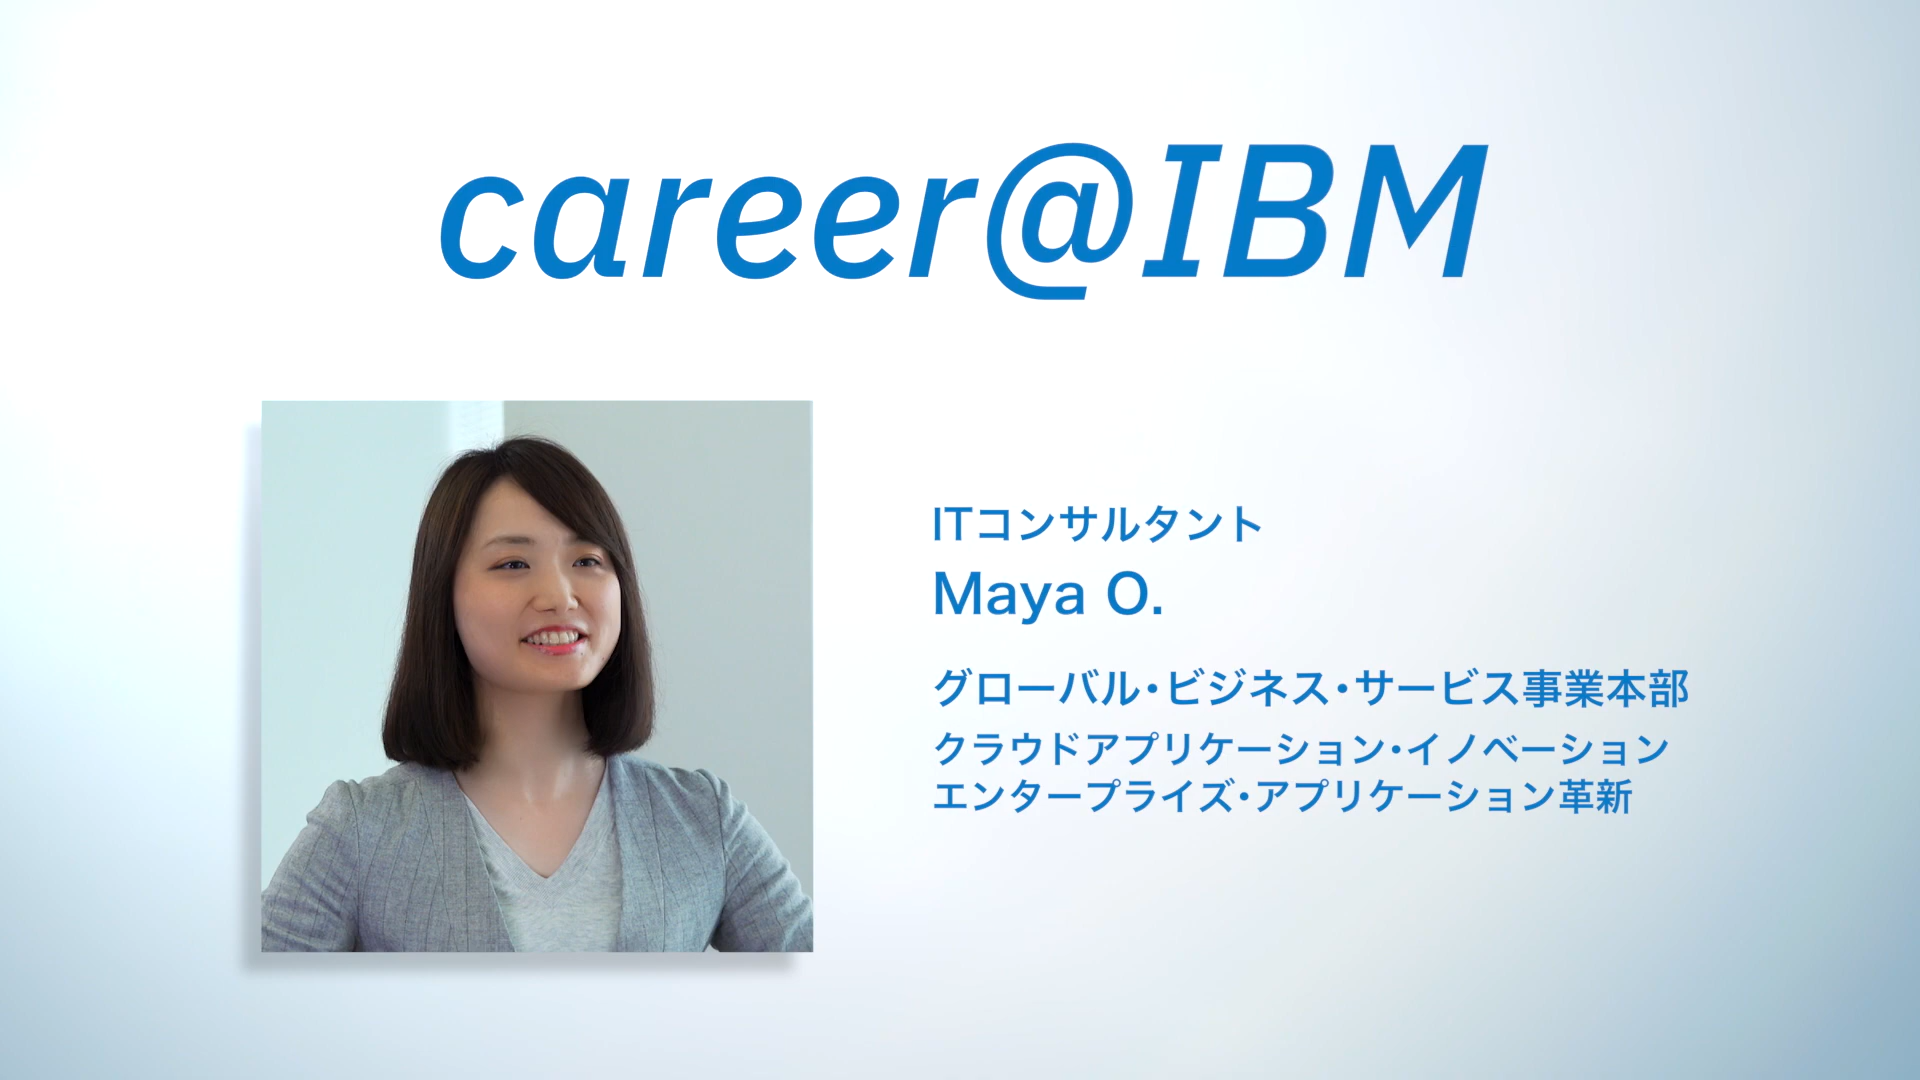 career@IBM
ITコンサルタント
Maya O.
グローバル・ビジネス・サービス事業本部
クラウドアプリケーション・イノベーション
エンタープライズ・アプリケーション革新